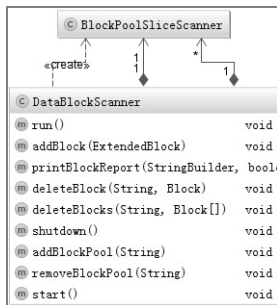 C BlockPoolSliceScanner
«create»
1
1
*
1
C DataBlockScanner
m run() void
m addBlock(ExtendedBlock) void
m printBlockReport(StringBuilder, boole
m deleteBlock(String, Block) void
m deleteBlocks(String, Block[]) void
m shutdown() void
m addBlockPool(String) void
m removeBlockPool(String) void
m start() void